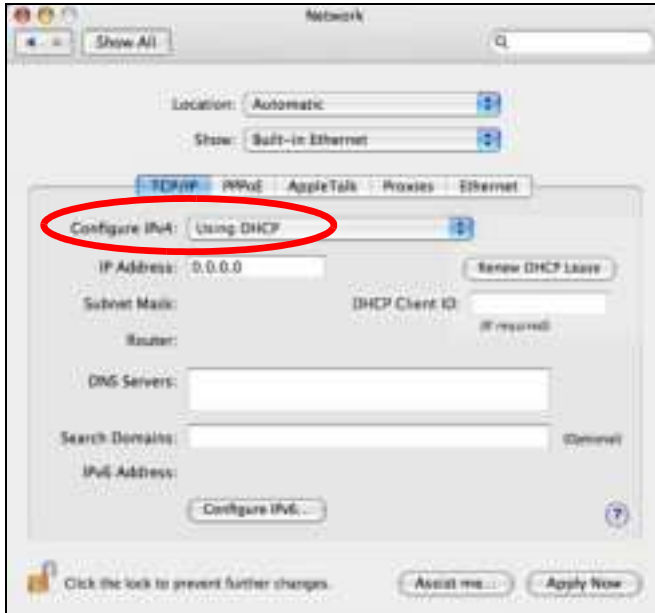 Network
Show All
Location: Automatic
Show: Built-in Ethernet
TCP/IP PPPoE AppleTalk Proxies Ethernet
Configure IPv4: Using DHCP
IP Address: 0.0.0.0 Renew DHCP Lease
Subnet Mask: DHCP Client ID:
(If required)
Router:
DNS Servers:
Search Domains: (Optional)
IPv6 Address:
Configure IPv6...
?
Click the lock to prevent further changes. Assist me... Apply Now